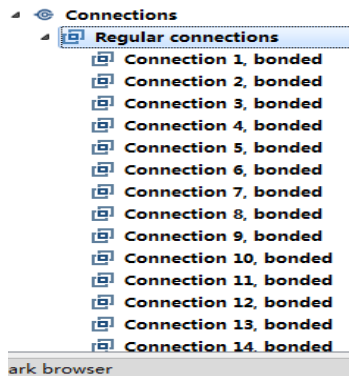 Connections
Regular connections
Connection 1, bonded
Connection 2, bonded
Connection 3, bonded
Connection 4, bonded
Connection 5, bonded
Connection 6, bonded
Connection 7, bonded
Connection 8, bonded
Connection 9, bonded
Connection 10, bonded
Connection 11, bonded
Connection 12, bonded
Connection 13, bonded
Connection 14, bonded
ark browser